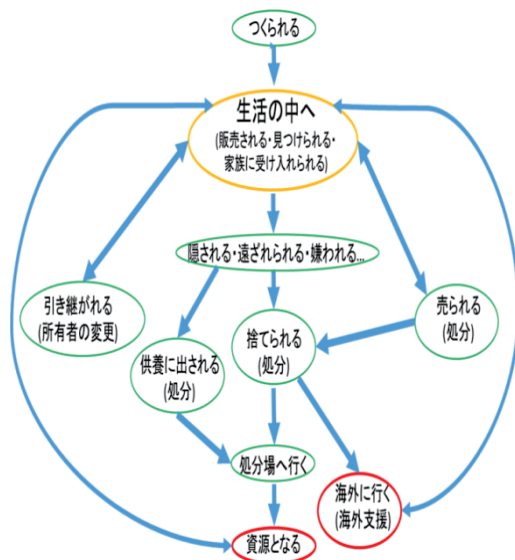 つくられる
生活の中へ
(販売される・見つけられる・
家族に受け入れられる)
隠される・遠ざれられる・嫌われる...
引き継がれる
(所有者の変更)
売られる
(処分)
供養に出される
(処分)
捨てられる
(処分)
処分場へ行く
海外に行く
(海外支援)
資源となる